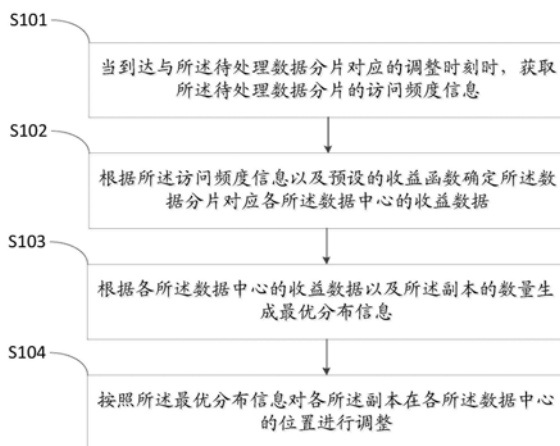 S101
当到达与所述待处理数据分片对应的调整时刻时，获取
所述待处理数据分片的访问频度信息
S102
根据所述访问频度信息以及预设的收益函数确定所述数
据分片对应各所述数据中心的收益数据
S103
根据各所述数据中心的收益数据以及所述副本的数量生
成最优分布信息
S104
按照所述最优分布信息对各所述副本在各所述数据中心
的位置进行调整